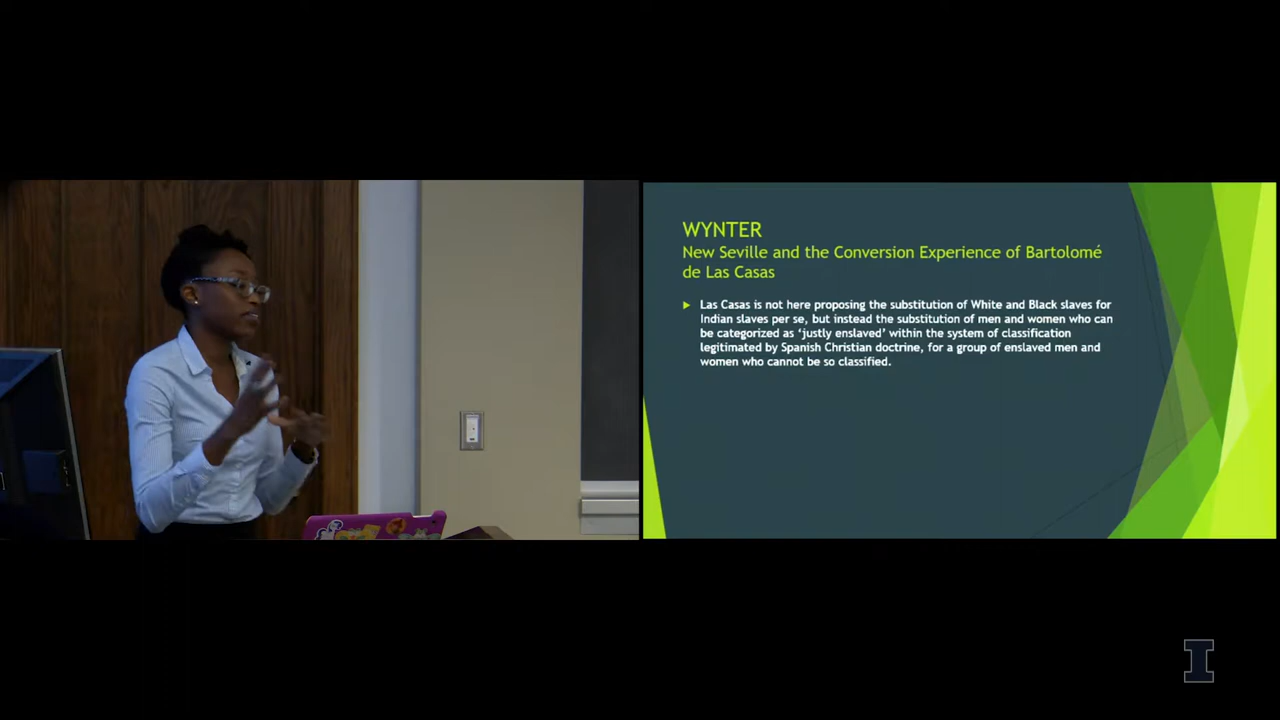 WYNTER
New Seville and the Conversion Experience of Bartolomé
de Las Casas
Las Casas is not here proposing the substitution of White and Black slaves for
Indian slaves per se, but instead the substitution of men and women who can
be categorized as ‘justly enslaved’ within the system of classification
legitimated by Spanish Christian doctrine, for a group of enslaved men and
women who cannot be so classified.
I